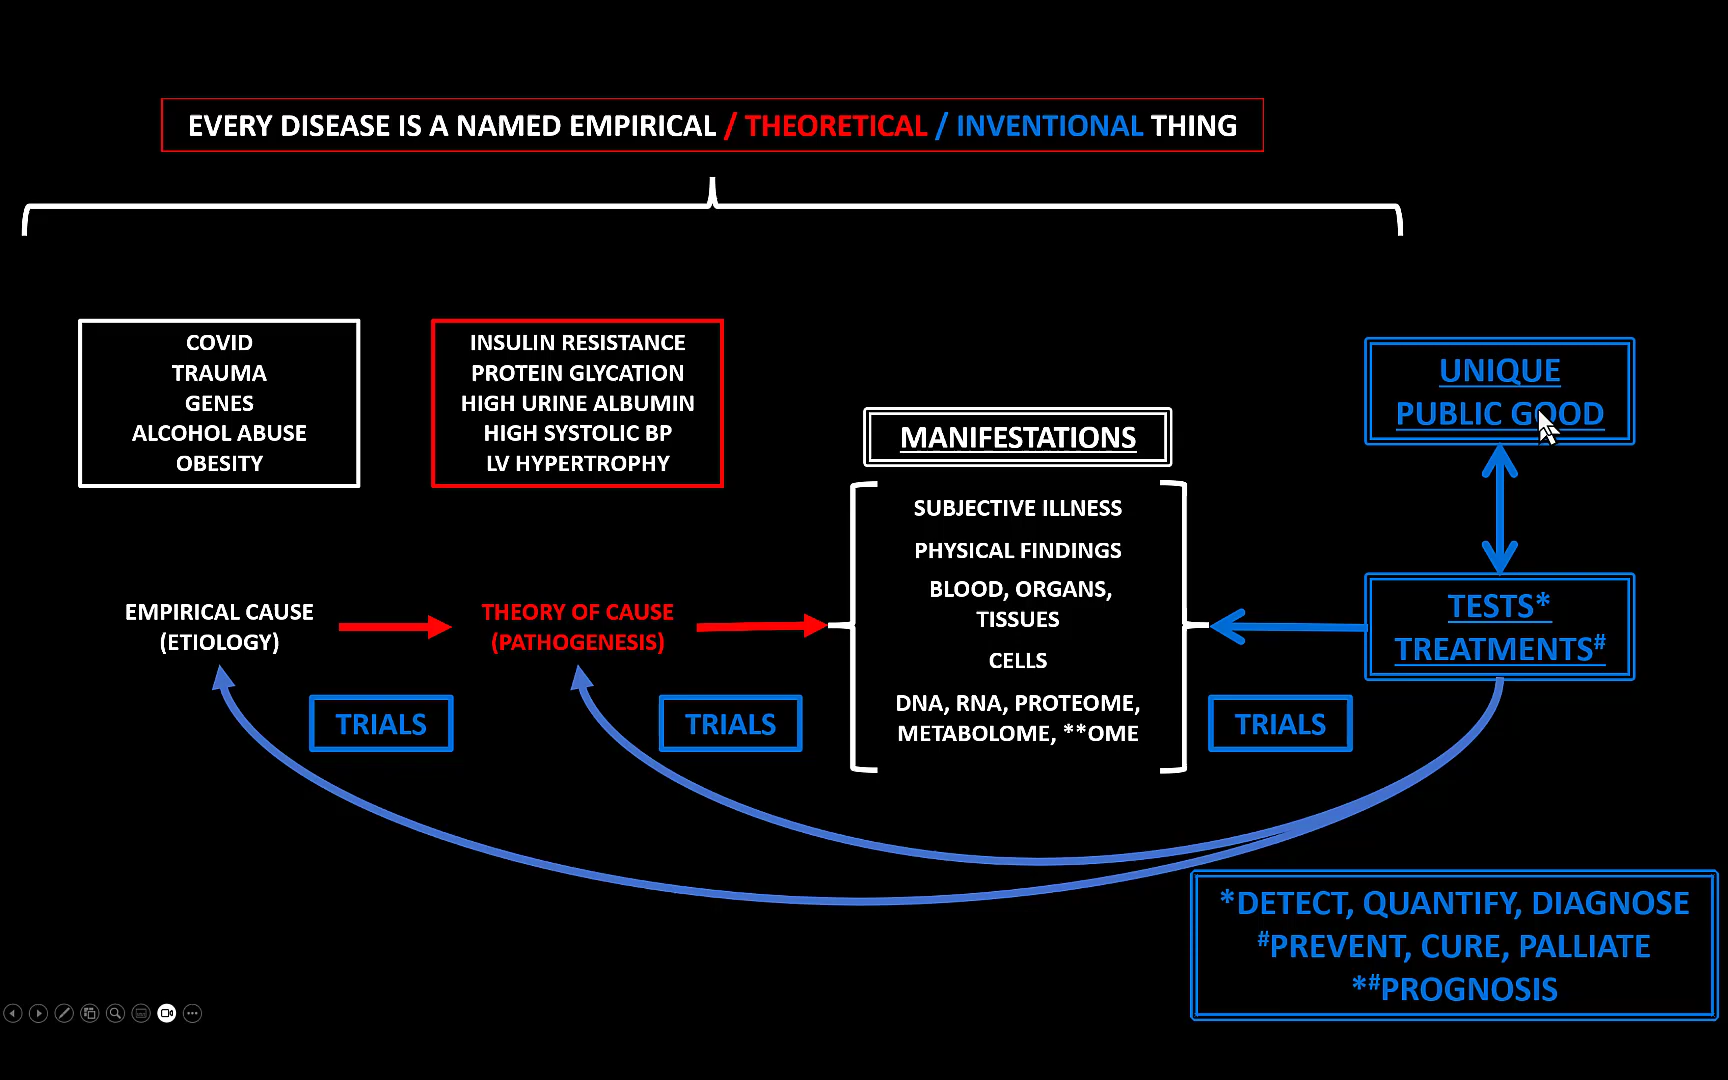 EVERY DISEASE IS A NAMED EMPIRICAL / THEORETICAL / INVENTIONAL THING
COVID
TRAUMA
GENES
ALCOHOL ABUSE
OBESITY
INSULIN RESISTANCE
PROTEIN GLYCATION
HIGH URINE ALBUMIN
HIGH SYSTOLIC BP
LV HYPERTROPHY
MANIFESTATIONS
SUBJECTIVE ILLNESS
PHYSICAL FINDINGS
BLOOD, ORGANS,
TISSUES
CELLS
DNA, RNA, PROTEOME,
METABOLOME, **OME
UNIQUE
PUBLIC GOOD
EMPIRICAL CAUSE
(ETIOLOGY)
THEORY OF CAUSE
(PATHOGENESIS)
TESTS*
TREATMENTS#
TRIALS
TRIALS
TRIALS
*DETECT, QUANTIFY, DIAGNOSE
#PREVENT, CURE, PALLIATE
*#PROGNOSIS